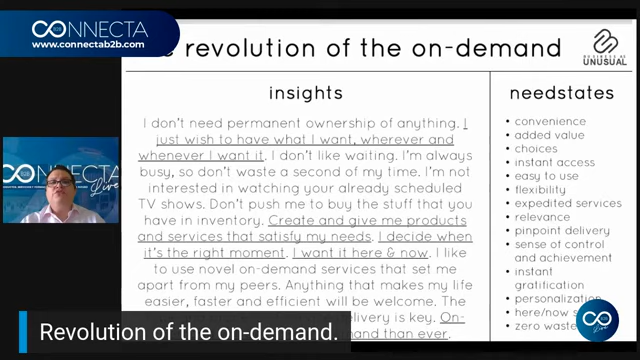 CONNECTA
www.connectab2b.com
revolution of the on-demand
UNUSUAL
insights
I don't need permanent ownership of anything. I
just wish to have what I want, wherever and
whenever I want it. I don't like waiting. I'm always
busy, so don't waste a second of my time. I'm not
interested in watching your already scheduled
TV shows. Don't push me to buy the stuff that you
have in inventory. Create and give me products
and services that satisfy my needs. I decide when
it's the right moment. I want it here & now. I like
to use novel on-demand services that set me
apart from my peers. Anything that makes my life
easier, faster and efficient will be welcome. The
delivery is key. On-
than ever.
needstates
• convenience
• added value
• choices
• instant access
• easy to use
• flexibility
• expedited services
• relevance
• pinpoint delivery
• sense of control
and achievement
• instant
gratification
• personalization
• here/now
• zero waste
CONNECTA
Live
Live
Revolution of the on-demand.